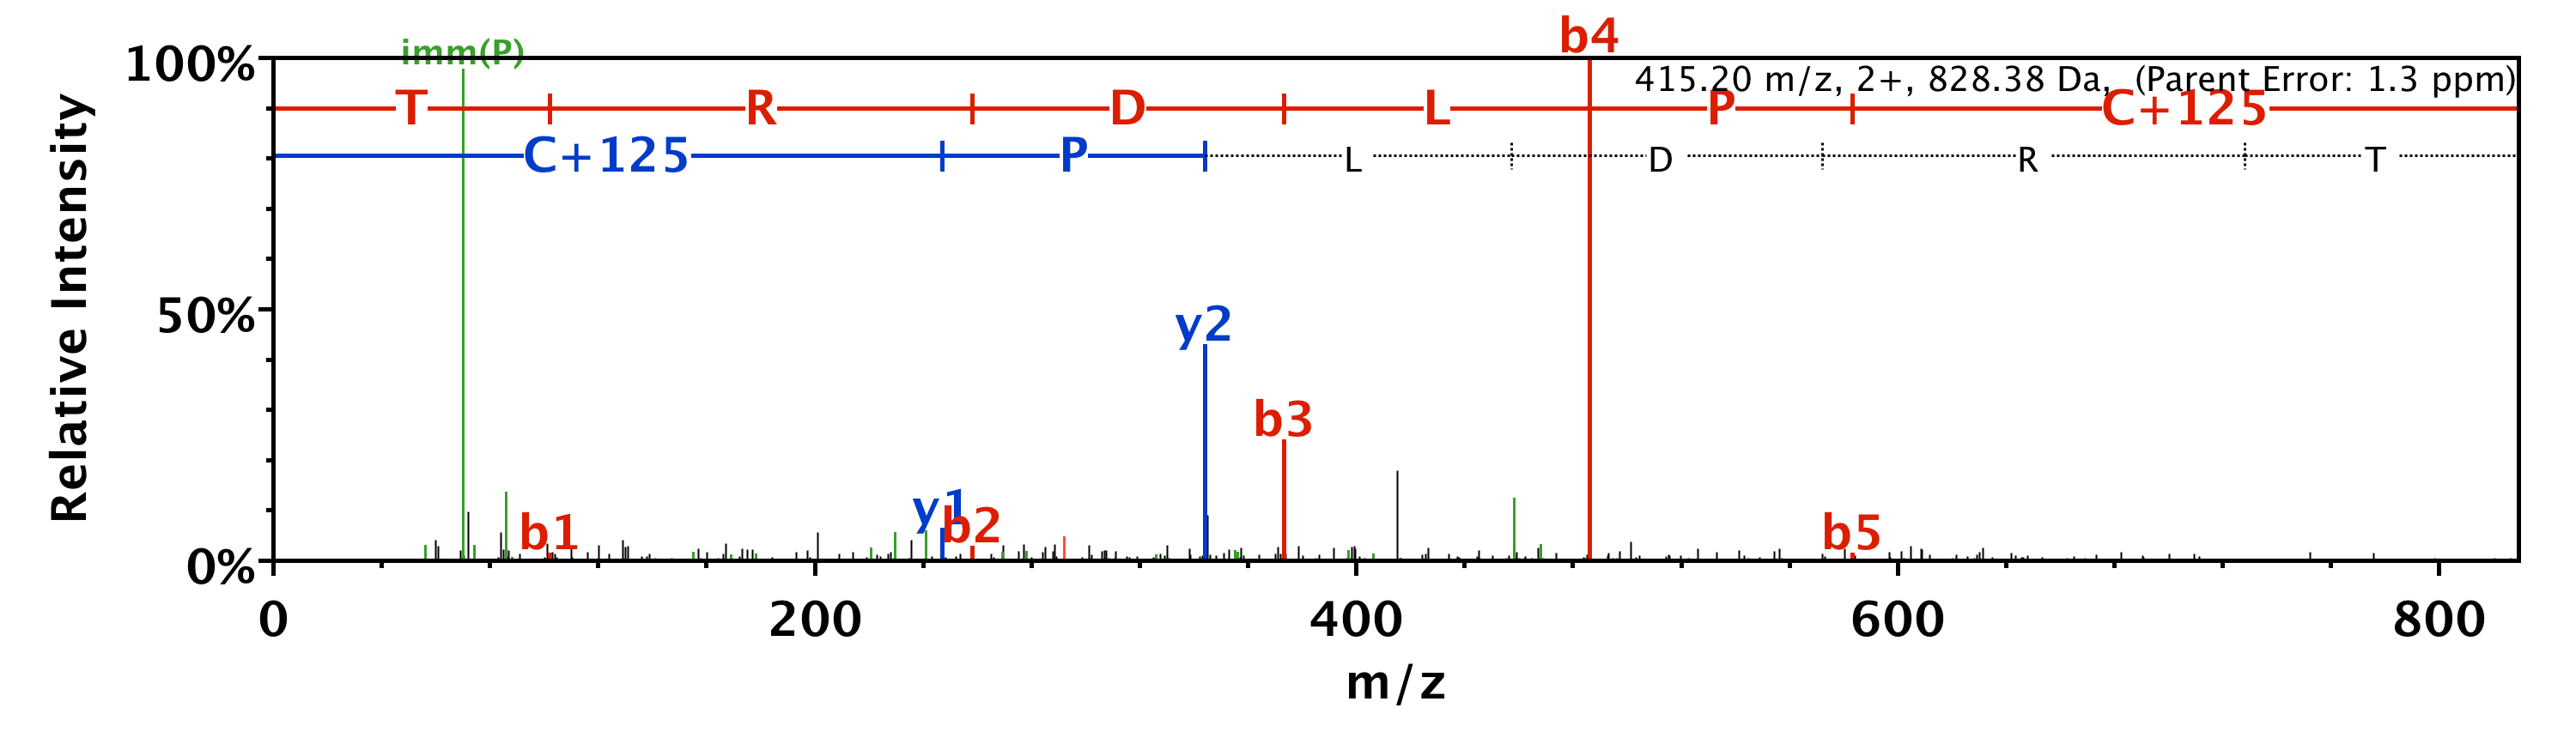 imm(P)
b4
100%
415.20 m/z, 2+, 828.38 Da, (Parent Error: 1.3 ppm)
T R D L P C+125
C+125 P L D R T
Relative Intensity
50%
y2
b3
y1
b2
b1
b5
0%
0 200 400 600 800
m/z